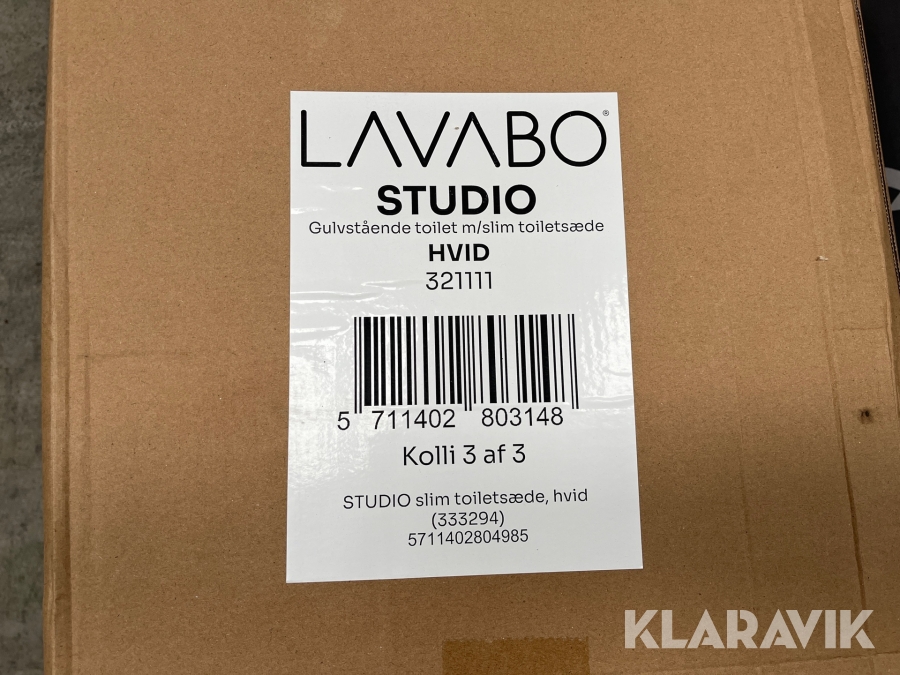 LAVABO®
STUDIO
Gulvstående toilet m/slim toiletsæde
HVID
321111
5 711402 803148
Kolli 3 af 3
STUDIO slim toiletsæde, hvid
(333294)
5711402804985
KLARAVIK